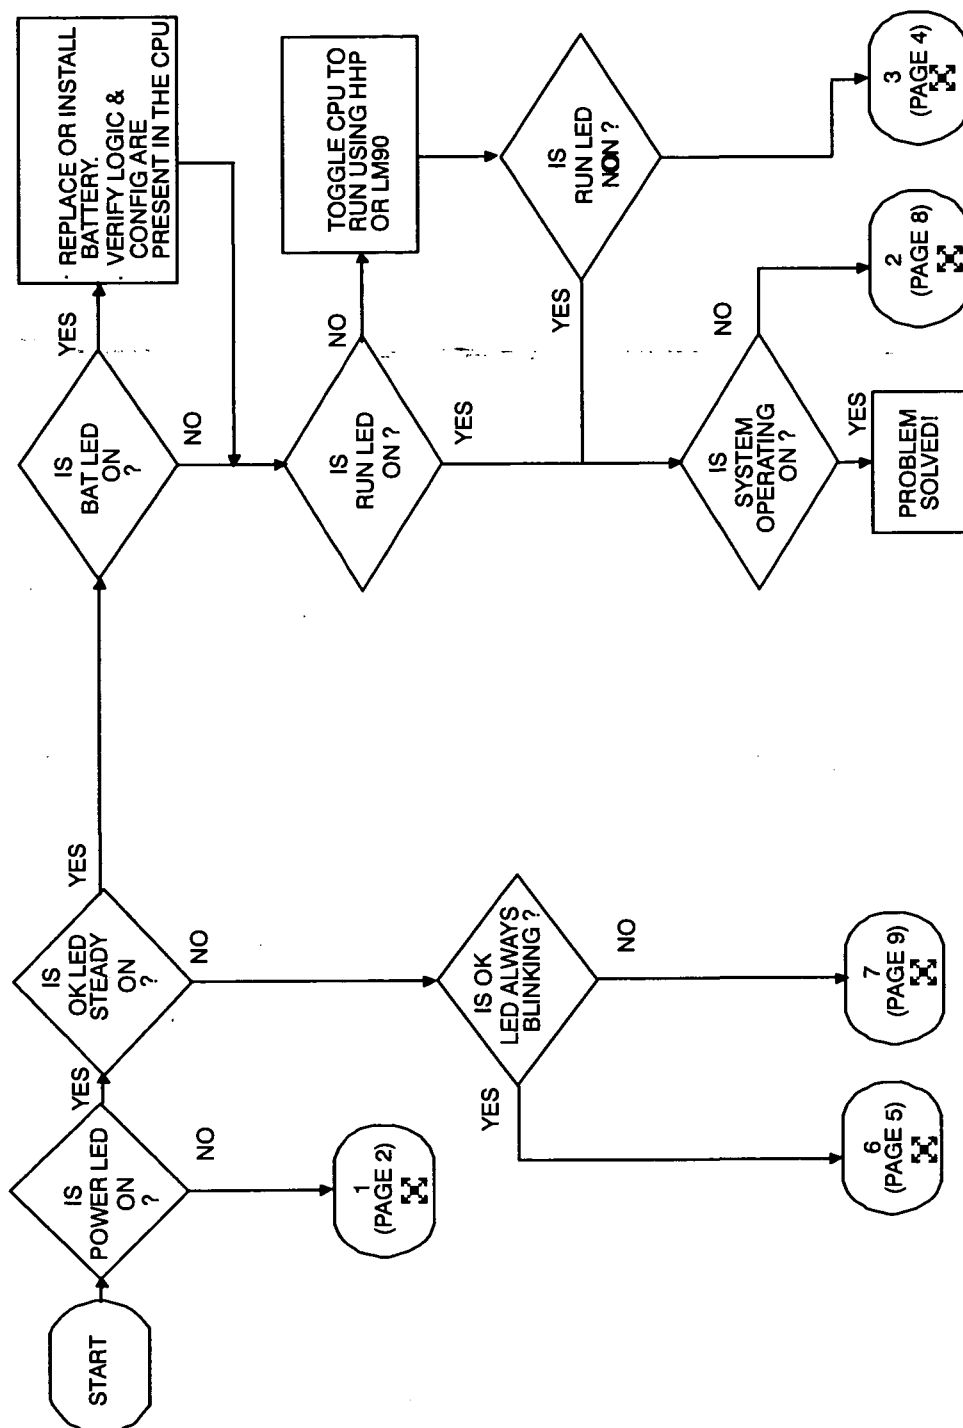 START
IS
POWER LED
ON
?
YES
NO
1
(PAGE 2)
IS
OK LED
STEADY
ON
?
YES
NO
IS OK
LED ALWAYS
BLINKING ?
YES
NO
6
(PAGE 5)
7
(PAGE 9)
IS
BAT LED
ON
?
YES
NO
REPLACE OR INSTALL
BATTERY.
VERIFY LOGIC &
CONFIG ARE
PRESENT IN THE CPU
IS
RUN LED
ON ?
NO
YES
TOGGLE CPU TO
RUN USING HHP
OR LM90
IS
RUN LED
ON ?
YES
NO
3
(PAGE 4)
IS
SYSTEM
OPERATING
ON ?
NO
YES
2
(PAGE 8)
PROBLEM
SOLVED!